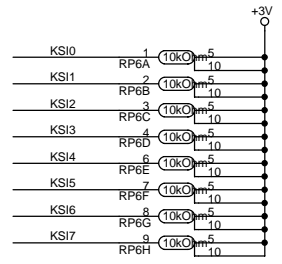 +3V
KSI0 1 10kOhm 5
RP6A 10
KSI1 2 10kOhm 5
RP6B 10
KSI2 3 10kOhm 5
RP6C 10
KSI3 4 10kOhm 5
RP6D 10
KSI4 6 10kOhm 5
RP6E 10
KSI5 7 10kOhm 5
RP6F 10
KSI6 8 10kOhm 5
RP6G 10
KSI7 9 10kOhm 5
RP6H 10